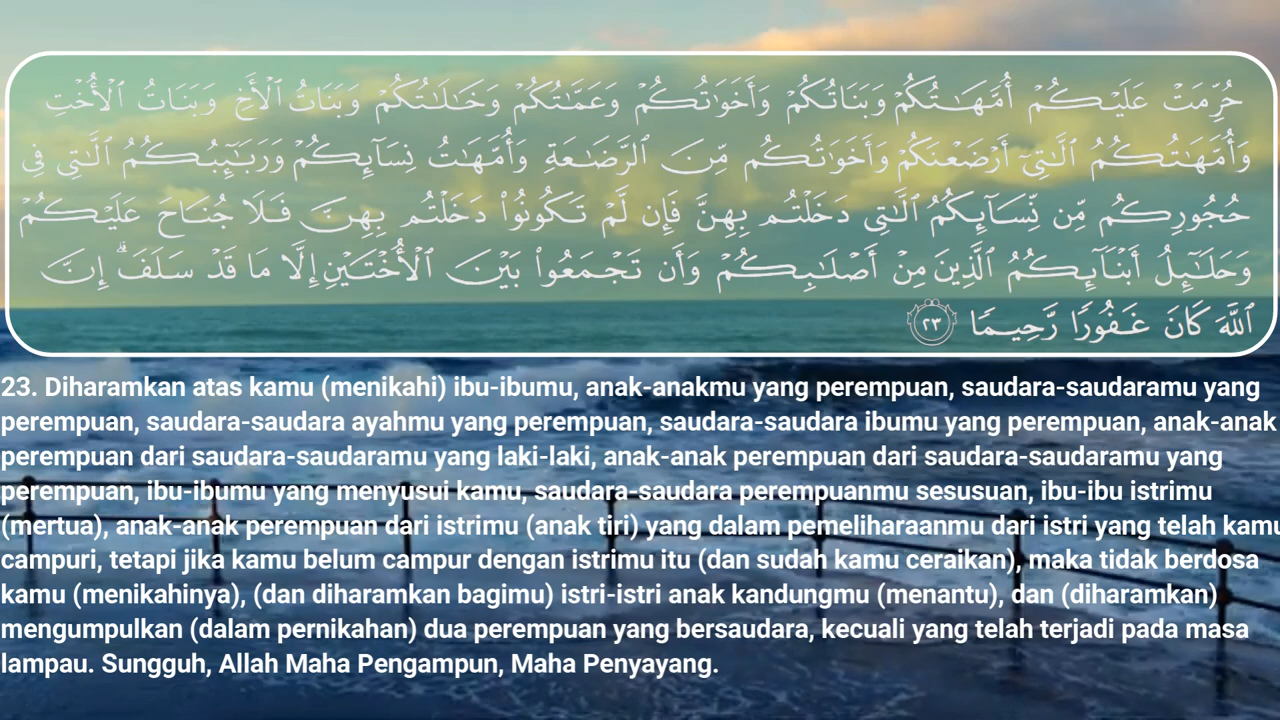 حُرِّمَتْ عَلَيْكُمْ أُمَّهَٰتُكُمْ وَبَنَاتُكُمْ وَأَخَوَٰتُكُمْ وَعَمَّٰتُكُمْ وَخَٰلَٰتُكُمْ وَبَنَاتُ ٱلْأَخِ وَبَنَاتُ ٱلْأُخْتِ
وَأُمَّهَٰتُكُمُ ٱلَّٰتِىٓ أَرْضَعْنَكُمْ وَأَخَوَٰتُكُم مِّنَ ٱلرَّضَٰعَةِ وَأُمَّهَٰتُ نِسَآئِكُمْ وَرَبَٰٓئِبُكُمُ ٱلَّٰتِى فِى
حُجُورِكُم مِّن نِّسَآئِكُمُ ٱلَّٰتِى دَخَلْتُم بِهِنَّ فَإِن لَّمْ تَكُونُوا۟ دَخَلْتُم بِهِنَّ فَلَا جُنَاحَ عَلَيْكُمْ
وَحَلَٰٓئِلُ أَبْنَآئِكُمُ ٱلَّذِينَ مِنْ أَصْلَٰبِكُمْ وَأَن تَجْمَعُوا۟ بَيْنَ ٱلْأُخْتَيْنِ إِلَّا مَا قَدْ سَلَفَ ۗ إِنَّ
ٱللَّهَ كَانَ غَفُورًا رَّحِيمًا ٢٣
23. Diharamkan atas kamu (menikahi) ibu-ibumu, anak-anakmu yang perempuan, saudara-saudaramu yang
perempuan, saudara-saudara ayahmu yang perempuan, saudara-saudara ibumu yang perempuan, anak-anak
perempuan dari saudara-saudaramu yang laki-laki, anak-anak perempuan dari saudara-saudaramu yang
perempuan, ibu-ibumu yang menyusui kamu, saudara-saudara perempuanmu sesusuan, ibu-ibu istrimu
(mertua), anak-anak perempuan dari istrimu (anak tiri) yang dalam pemeliharaanmu dari istri yang telah kamu
campuri, tetapi jika kamu belum campur dengan istrimu itu (dan sudah kamu ceraikan), maka tidak berdosa
kamu (menikahinya), (dan diharamkan bagimu) istri-istri anak kandungmu (menantu), dan (diharamkan)
mengumpulkan (dalam pernikahan) dua perempuan yang bersaudara, kecuali yang telah terjadi pada masa
lampau. Sungguh, Allah Maha Pengampun, Maha Penyayang.